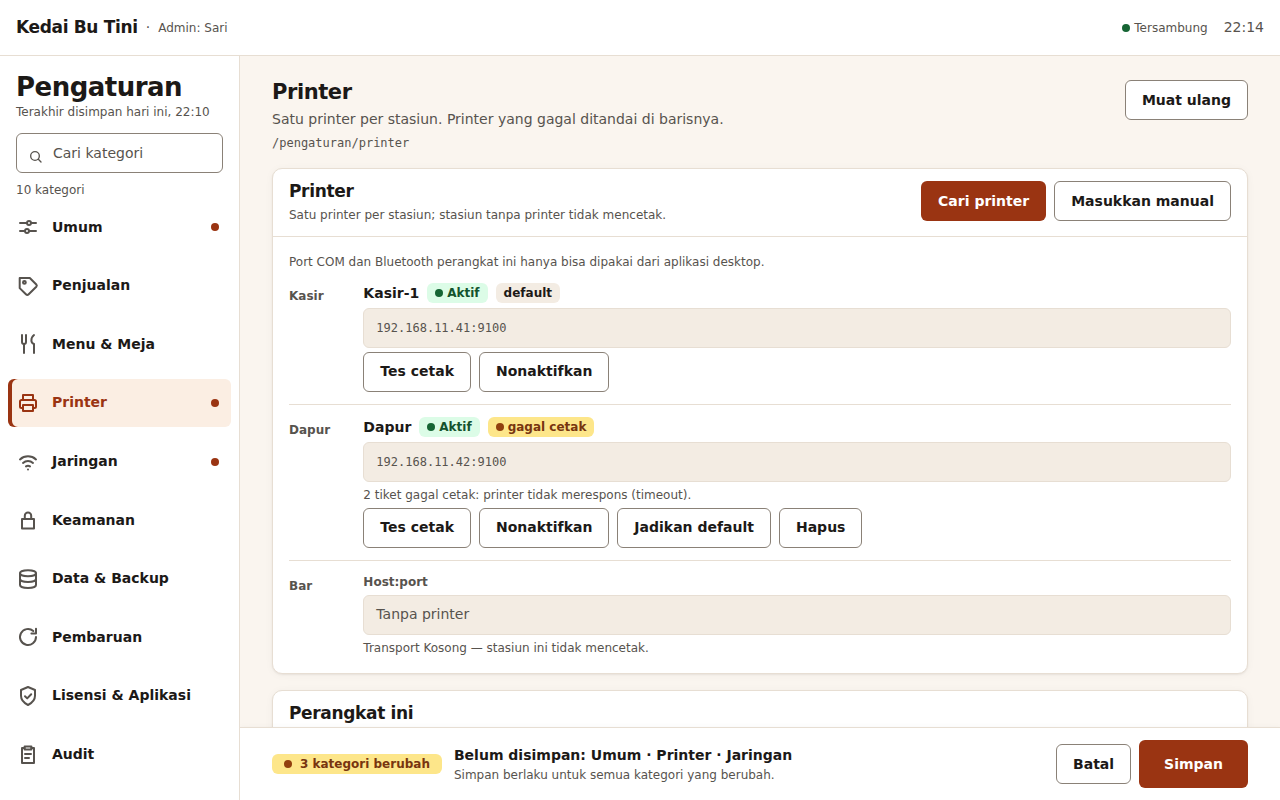 Kedai Bu Tini · Admin: Sari
Tersambung 22:14
Pengaturan
Terakhir disimpan hari ini, 22:10
Cari kategori
10 kategori
Umum
Penjualan
Menu & Meja
Printer
Jaringan
Keamanan
Data & Backup
Pembaruan
Lisensi & Aplikasi
Audit
Printer
Satu printer per stasiun. Printer yang gagal ditandai di barisnya.
/pengaturan/printer
Muat ulang
Printer
Satu printer per stasiun; stasiun tanpa printer tidak mencetak.
Cari printer Masukkan manual
Port COM dan Bluetooth perangkat ini hanya bisa dipakai dari aplikasi desktop.
Kasir Kasir-1 Aktif default
192.168.11.41:9100
Tes cetak Nonaktifkan
Dapur Dapur Aktif gagal cetak
192.168.11.42:9100
2 tiket gagal cetak: printer tidak merespons (timeout).
Tes cetak Nonaktifkan Jadikan default Hapus
Bar Host:port
Tanpa printer
Transport Kosong — stasiun ini tidak mencetak.
Perangkat ini
3 kategori berubah
Belum disimpan: Umum · Printer · Jaringan
Simpan berlaku untuk semua kategori yang berubah.
Batal Simpan